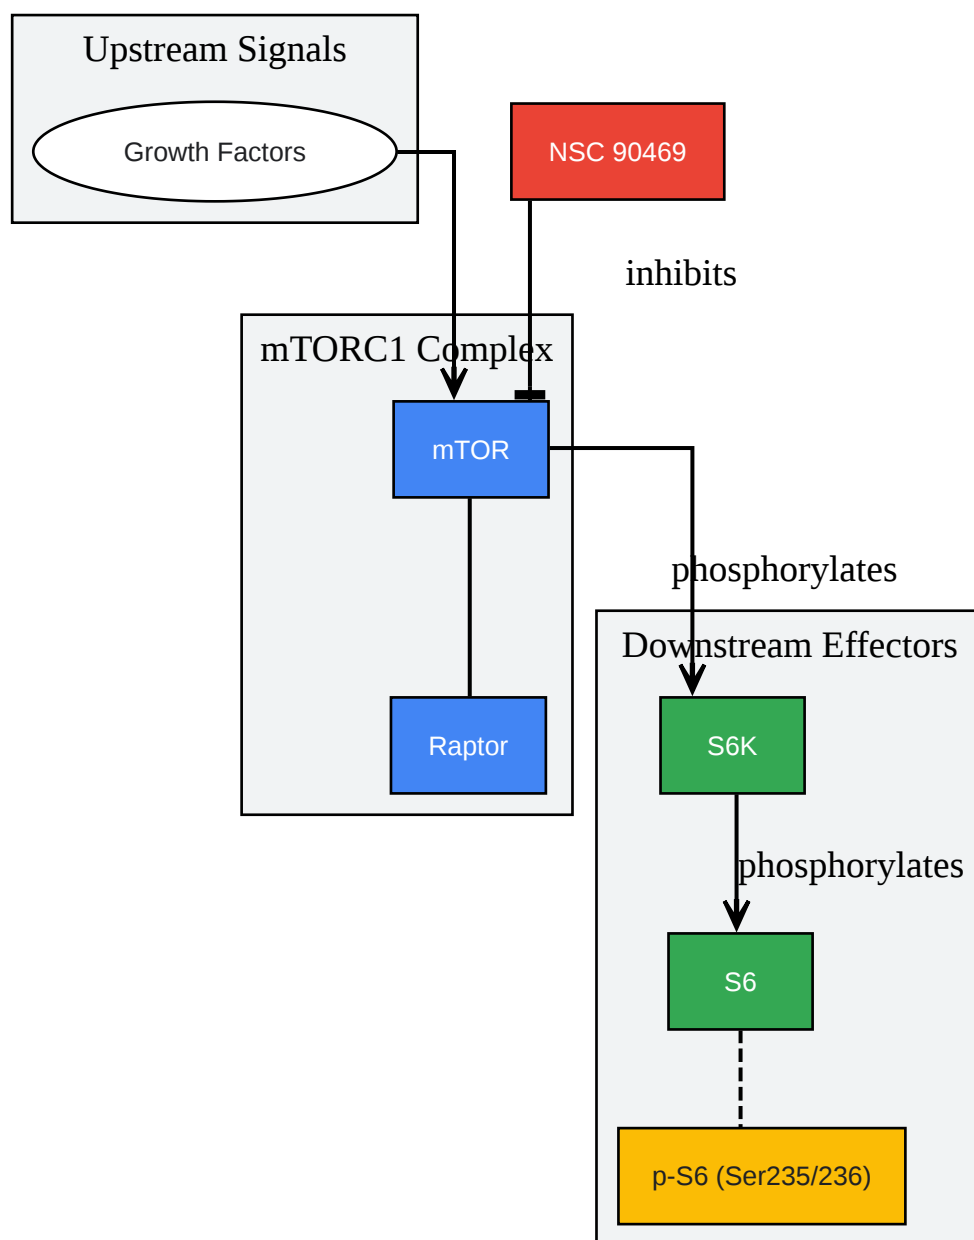 Upstream Signals
Growth Factors
NSC 90469
inhibits
mTORC1 Complex
mTOR
phosphorylates
Downstream Effectors
Raptor
S6K
phosphorylates
S6
p-S6 (Ser235/236)